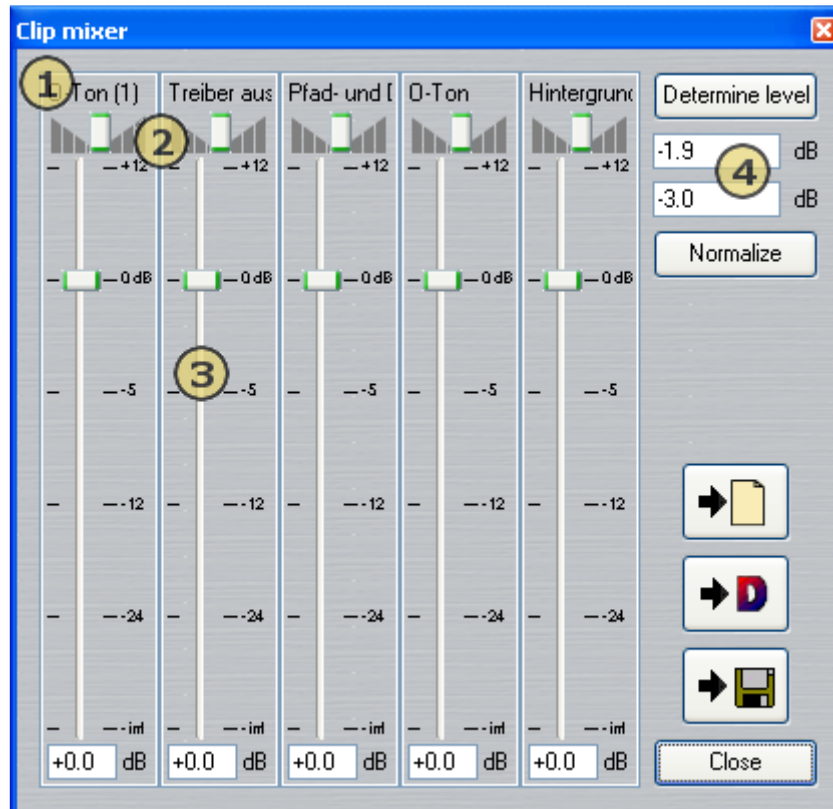 Clip mixer
1
-Ton (1)
Treiber aus
Pfad- und
O-Ton
Hintergrund
Determine level
2
+12
+12
+12
+12
+12
-1.9 dB
4
-3.0 dB
Normalize
0 dB
0 dB
0 dB
0 dB
0 dB
3
-5
-5
-5
-5
-5
-12
-12
-12
-12
-12
-24
-24
-24
-24
-24
D
-inf
-inf
-inf
-inf
-inf
+0.0 dB
+0.0 dB
+0.0 dB
+0.0 dB
+0.0 dB
Close